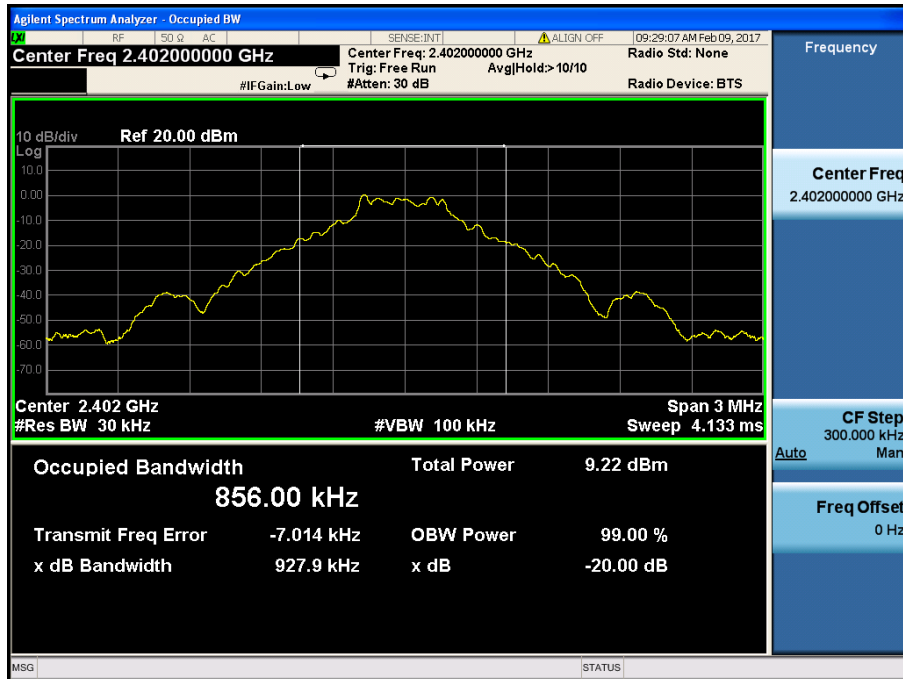 Agilent Spectrum Analyzer - Occupied BW
LXI RF 50 Ω AC SENSE:INT ALIGN OFF 09:29:07 AM Feb 09, 2017
Center Freq 2.402000000 GHz
Center Freq: 2.402000000 GHz
Radio Std: None
Trig: Free Run Avg|Hold:>10/10
#IFGain:Low
#Atten: 30 dB
Radio Device: BTS
Frequency
10 dB/div Ref 20.00 dBm
Log
10.0
0.00
-10.0
-20.0
-30.0
-40.0
-50.0
-60.0
-70.0
Center 2.402 GHz Span 3 MHz
#Res BW 30 kHz #VBW 100 kHz Sweep 4.133 ms
Occupied Bandwidth Total Power 9.22 dBm
856.00 kHz
Transmit Freq Error -7.014 kHz OBW Power 99.00 %
x dB Bandwidth 927.9 kHz x dB -20.00 dB
Center Freq
2.402000000 GHz
CF Step
300.000 kHz
Auto Man
Freq Offset
0 Hz
MSG STATUS